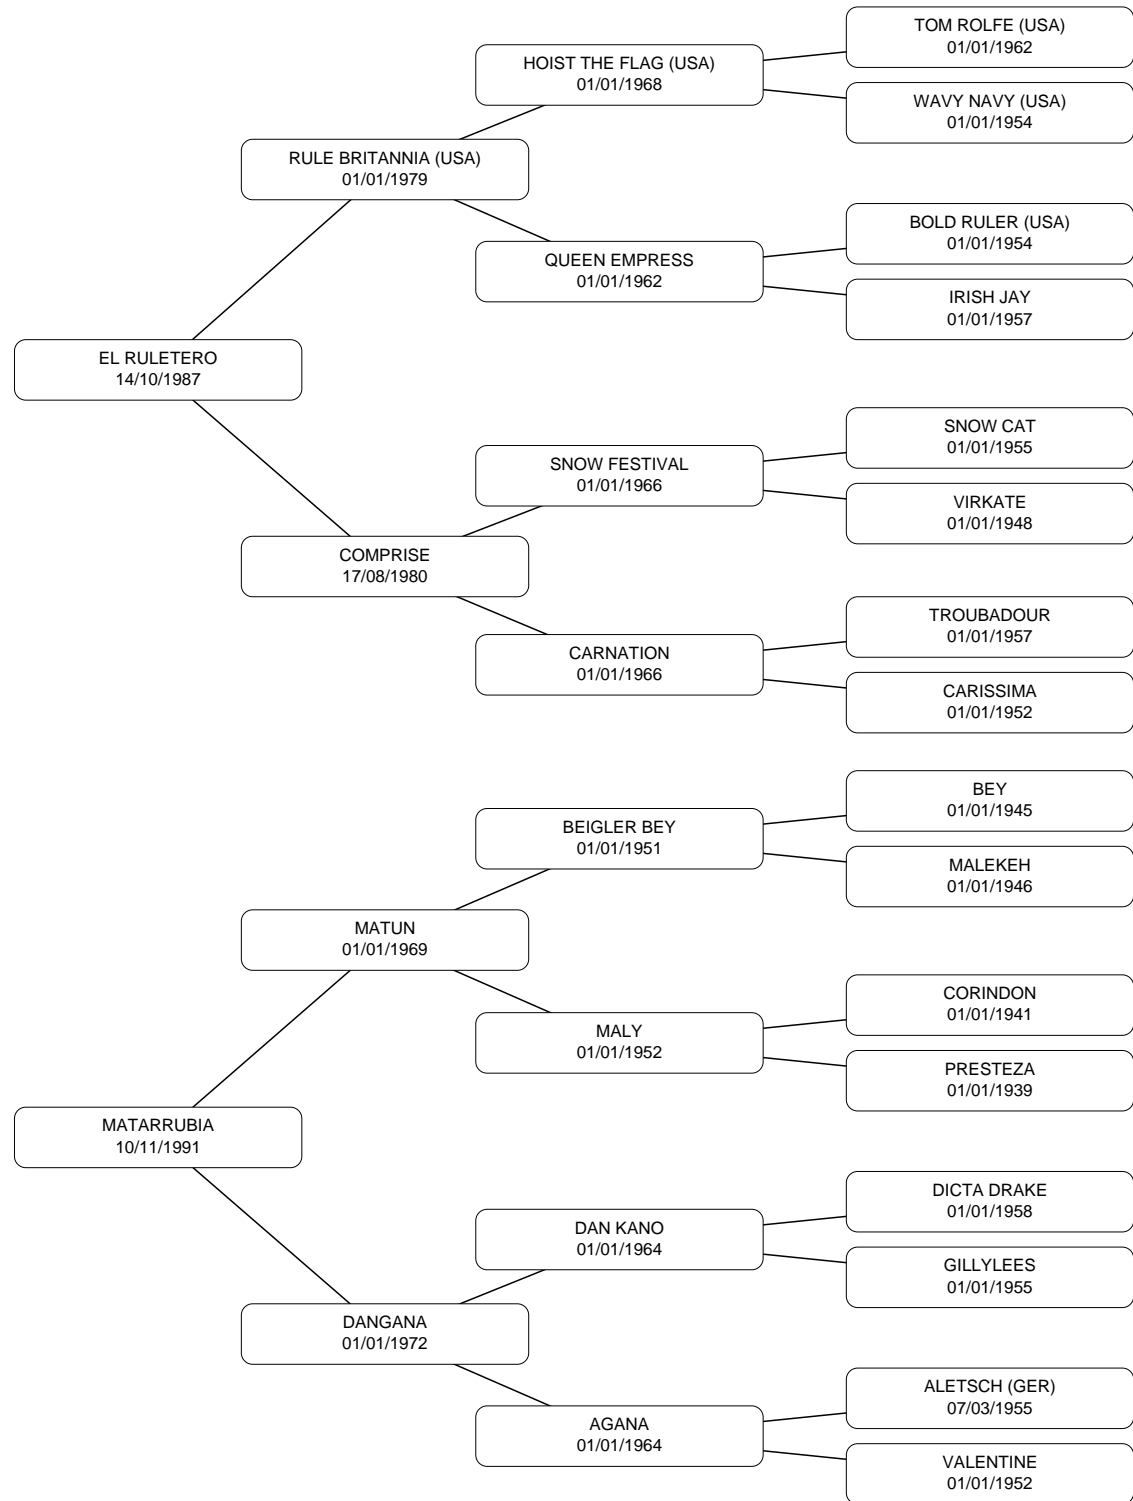 TOM ROLFE (USA)
01/01/1962
HOIST THE FLAG (USA)
01/01/1968
WAVY NAVY (USA)
01/01/1954
RULE BRITANNIA (USA)
01/01/1979
BOLD RULER (USA)
01/01/1954
QUEEN EMPRESS
01/01/1962
IRISH JAY
01/01/1957
EL RULETERO
14/10/1987
SNOW CAT
01/01/1955
SNOW FESTIVAL
01/01/1966
VIRKATE
01/01/1948
COMPRISE
17/08/1980
TROUBADOUR
01/01/1957
CARNATION
01/01/1966
CARISSIMA
01/01/1952
BEY
01/01/1945
BEIGLER BEY
01/01/1951
MALEKEH
01/01/1946
MATUN
01/01/1969
CORINDON
01/01/1941
MALY
01/01/1952
PRESTEZA
01/01/1939
MATARRUBIA
10/11/1991
DICTA DRAKE
01/01/1958
DAN KANO
01/01/1964
GILLYLEES
01/01/1955
DANGANA
01/01/1972
ALETSCH (GER)
07/03/1955
AGANA
01/01/1964
VALENTINE
01/01/1952